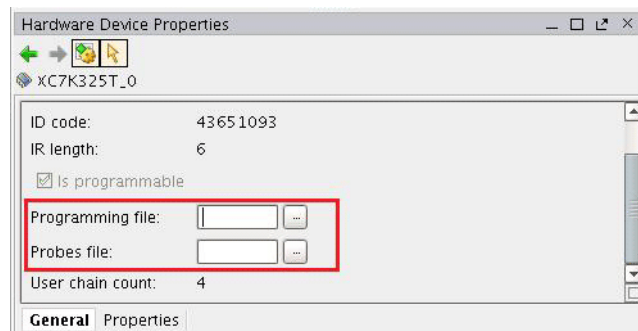 Hardware Device Properties
XC7K325T_0
ID code: 43651093
IR length: 6
Is programmable
Programming file: ...
Probes file: ...
User chain count: 4
General Properties